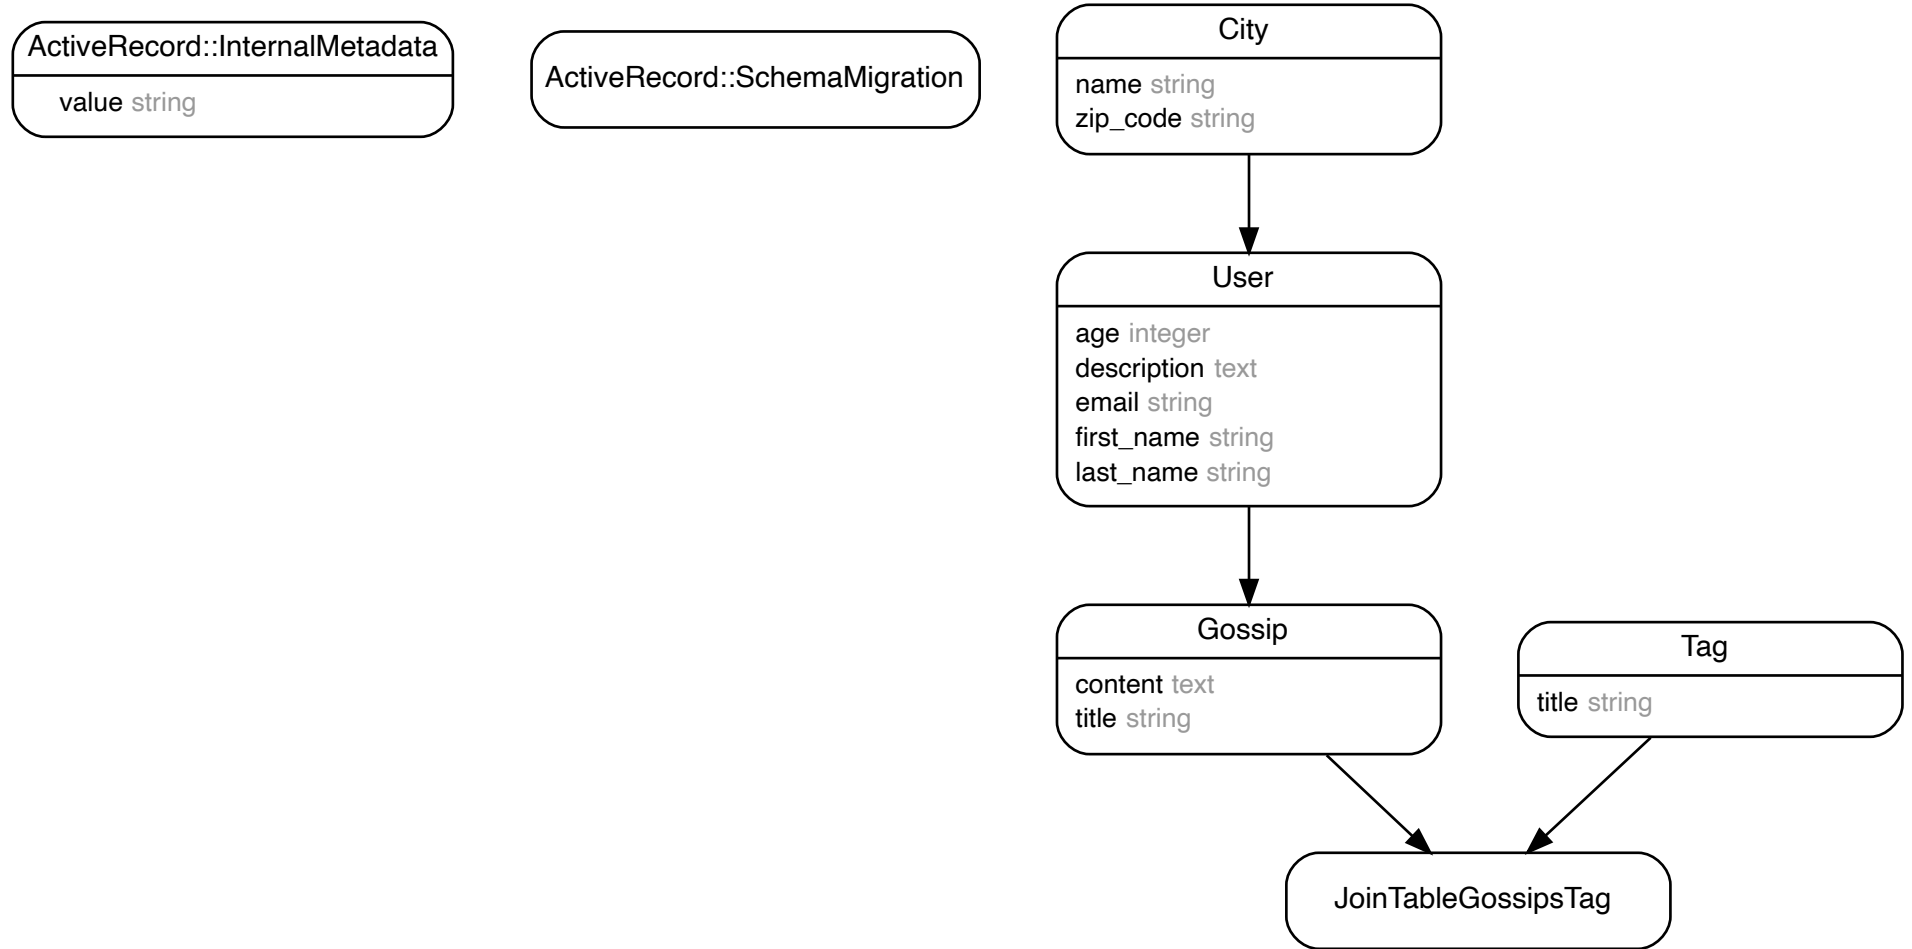 ActiveRecord::InternalMetadata
value string
ActiveRecord::SchemaMigration
City
name string
zip_code string
User
age integer
description text
email string
first_name string
last_name string
Gossip
content text
title string
Tag
title string
JoinTableGossipsTag